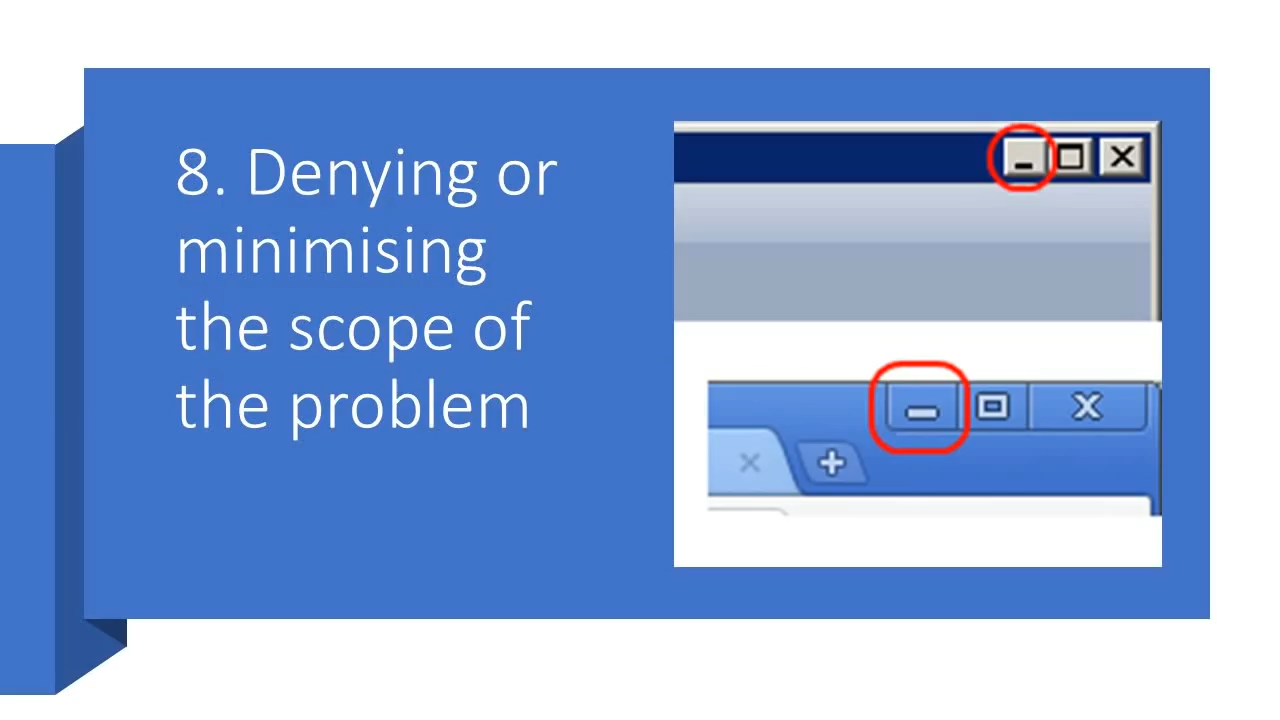 8. Denying or
minimising
the scope of
the problem